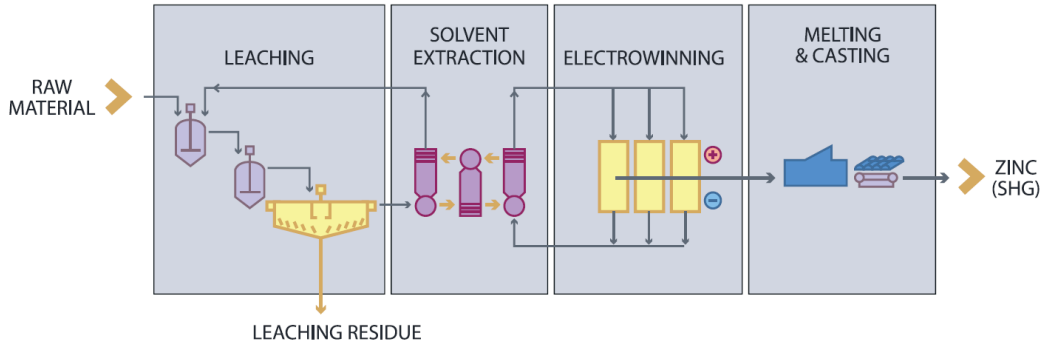 RAW
MATERIAL
LEACHING
SOLVENT
EXTRACTION
ELECTROWINNING
MELTING
& CASTING
ZINC
(SHG)
LEACHING RESIDUE